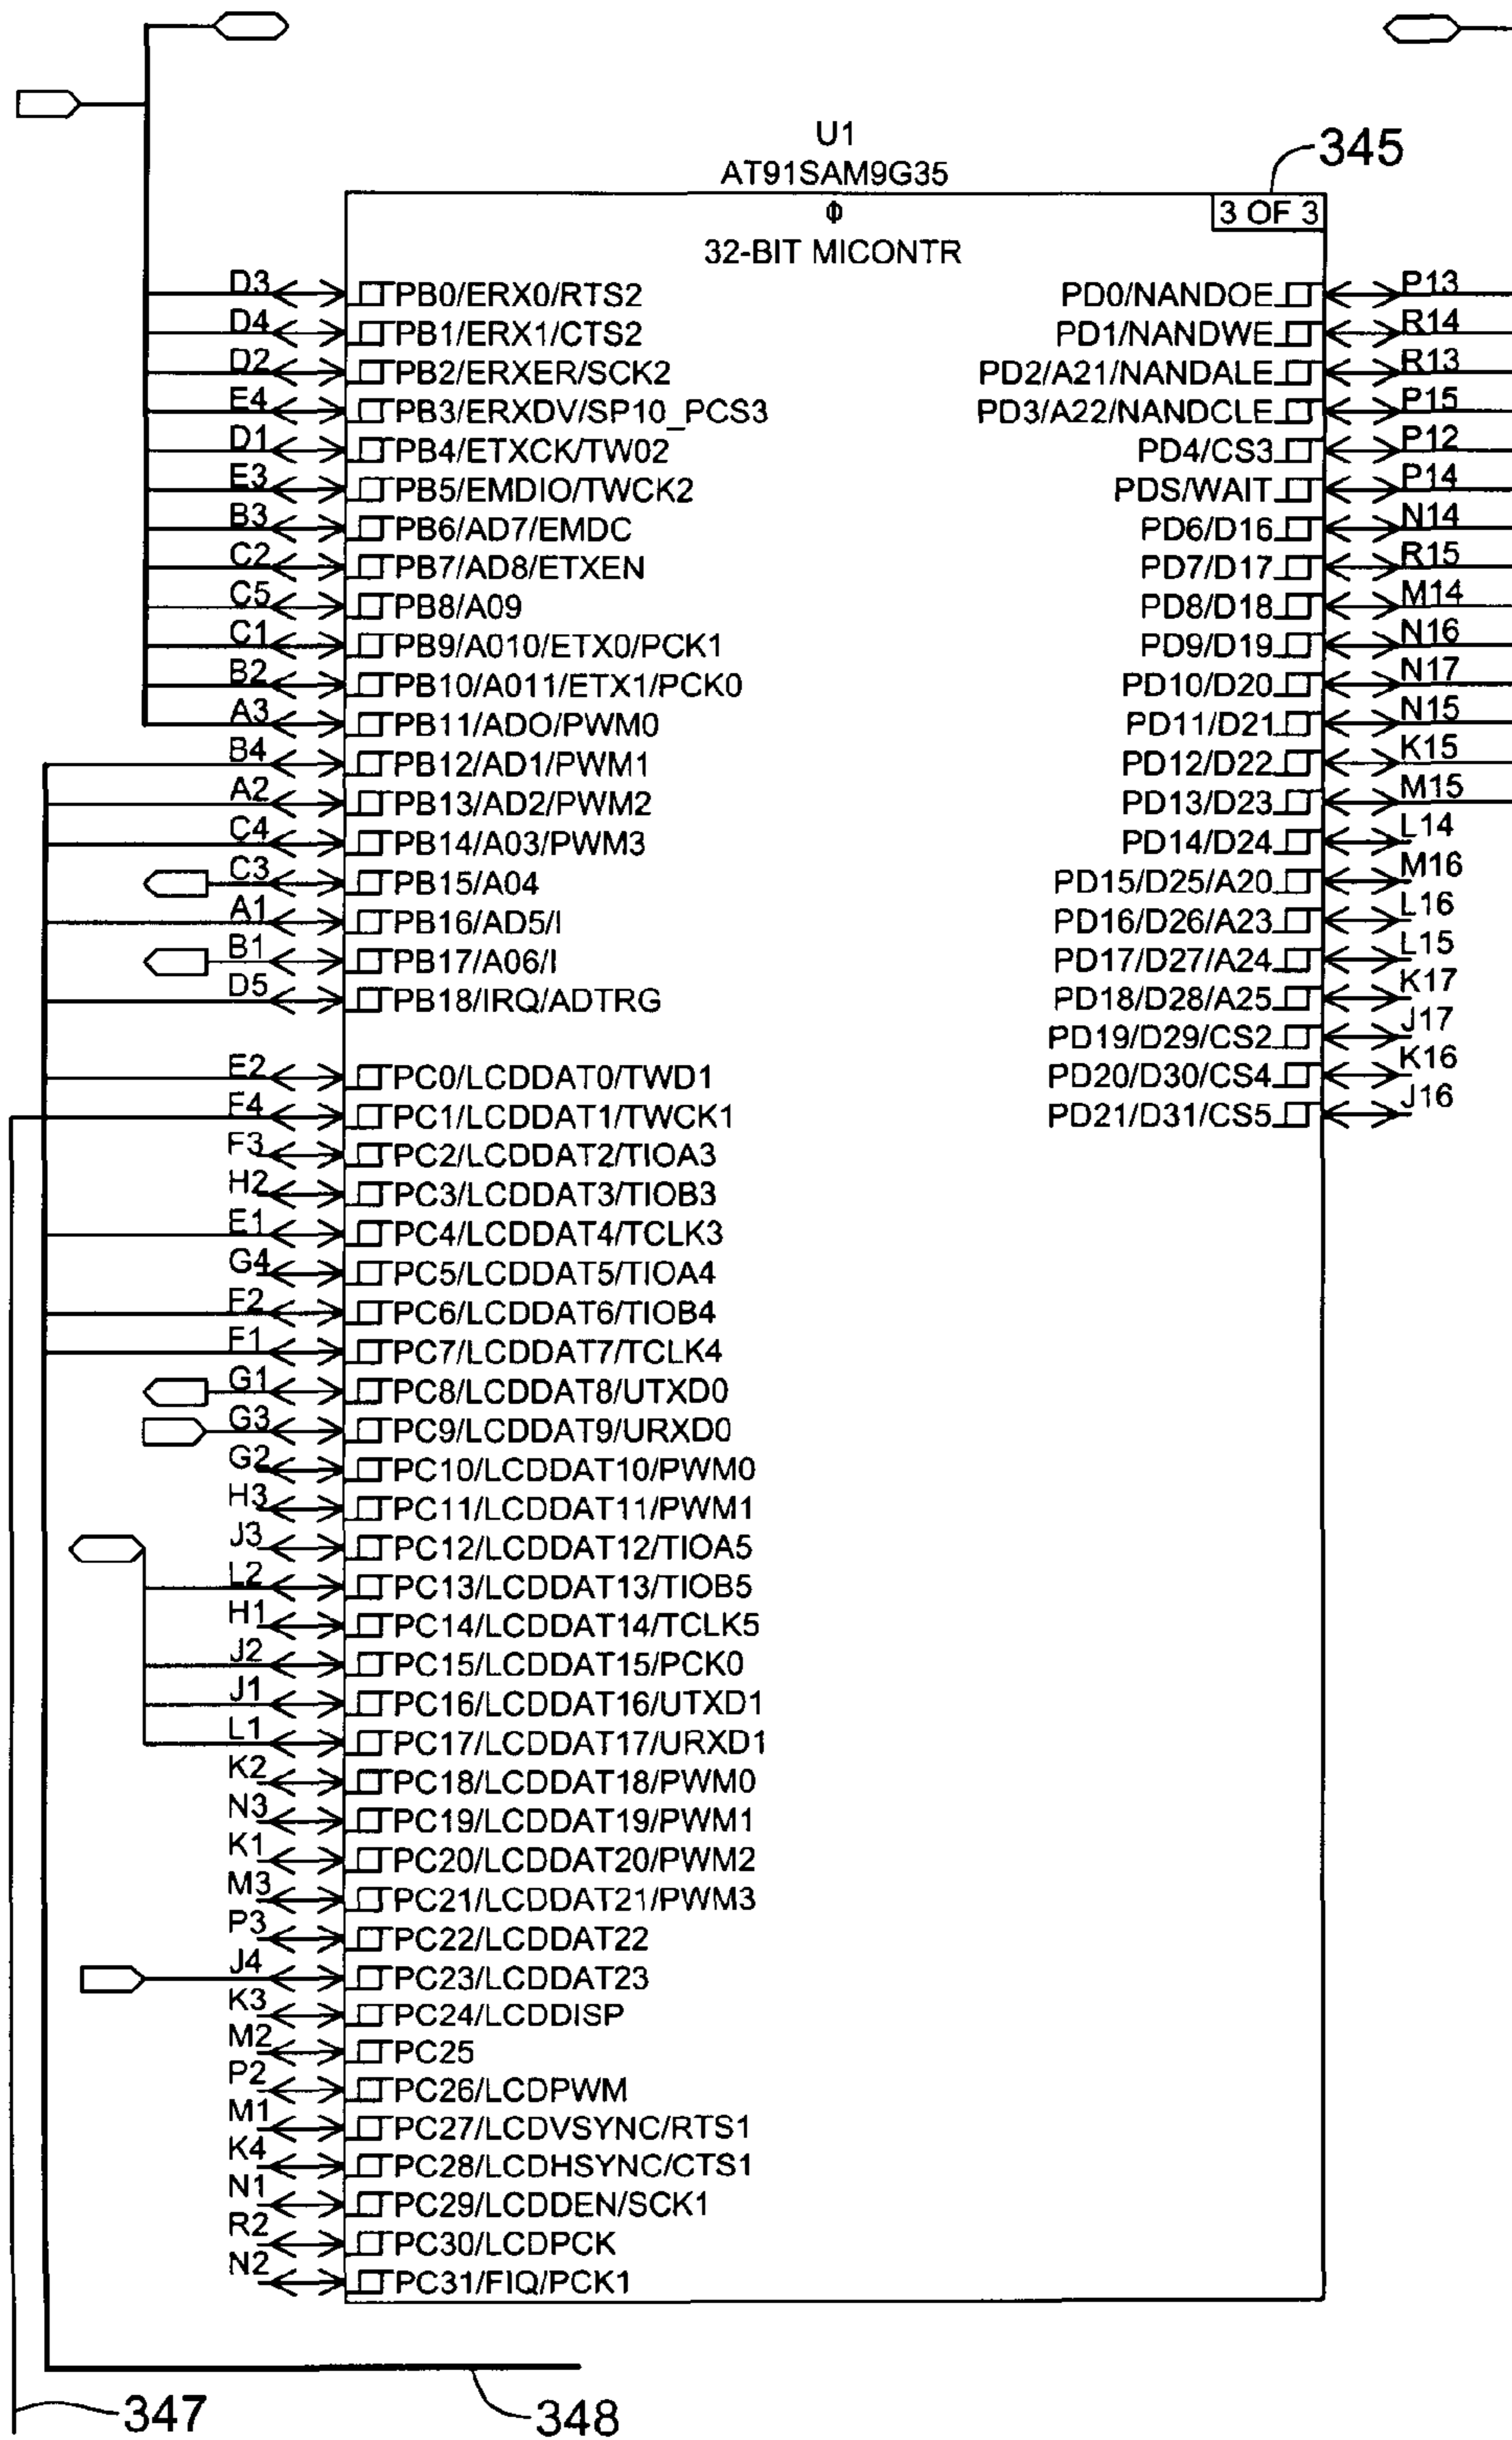 U1
345
AT91SAM9G35
Φ
3 OF 3
32-BIT MICONTR
D3 PB0/ERX0/RTS2 PD0/NANDOE P13
D4 PB1/ERX1/CTS2 PD1/NANDWE R14
D2 PB2/ERXER/SCK2 PD2/A21/NANDALE R13
E4 PB3/ERXDV/SP10_PCS3 PD3/A22/NANDCLE P15
D1 PB4/ETXCK/TW02 PD4/CS3 P12
E3 PB5/EMDIO/TWCK2 PDS/WAIT P14
B3 PB6/AD7/EMDC PD6/D16 N14
C2 PB7/AD8/ETXEN PD7/D17 R15
C5 PB8/A09 PD8/D18 M14
C1 PB9/A010/ETX0/PCK1 PD9/D19 N16
B2 PB10/A011/ETX1/PCK0 PD10/D20 N17
A3 PB11/ADO/PWM0 PD11/D21 N15
B4 PB12/AD1/PWM1 PD12/D22 K15
A2 PB13/AD2/PWM2 PD13/D23 M15
C4 PB14/A03/PWM3 PD14/D24 L14
C3 PB15/A04 PD15/D25/A20 M16
A1 PB16/AD5/I PD16/D26/A23 L16
B1 PB17/A06/I PD17/D27/A24 L15
D5 PB18/IRQ/ADTRG PD18/D28/A25 K17
PD19/D29/CS2 J17
E2 PC0/LCDDAT0/TWD1 PD20/D30/CS4 K16
F4 PC1/LCDDAT1/TWCK1 PD21/D31/CS5 J16
F3 PC2/LCDDAT2/TIOA3
H2 PC3/LCDDAT3/TIOB3
E1 PC4/LCDDAT4/TCLK3
G4 PC5/LCDDAT5/TIOA4
F2 PC6/LCDDAT6/TIOB4
F1 PC7/LCDDAT7/TCLK4
G1 PC8/LCDDAT8/UTXD0
G3 PC9/LCDDAT9/URXD0
G2 PC10/LCDDAT10/PWM0
H3 PC11/LCDDAT11/PWM1
J3 PC12/LCDDAT12/TIOA5
L2 PC13/LCDDAT13/TIOB5
H1 PC14/LCDDAT14/TCLK5
J2 PC15/LCDDAT15/PCK0
J1 PC16/LCDDAT16/UTXD1
L1 PC17/LCDDAT17/URXD1
K2 PC18/LCDDAT18/PWM0
N3 PC19/LCDDAT19/PWM1
K1 PC20/LCDDAT20/PWM2
M3 PC21/LCDDAT21/PWM3
P3 PC22/LCDDAT22
J4 PC23/LCDDAT23
K3 PC24/LCDDISP
M2 PC25
P2 PC26/LCDPWM
M1 PC27/LCDVSYNC/RTS1
K4 PC28/LCDHSYNC/CTS1
N1 PC29/LCDDEN/SCK1
R2 PC30/LCDPCK
N2 PC31/FIQ/PCK1
347
348